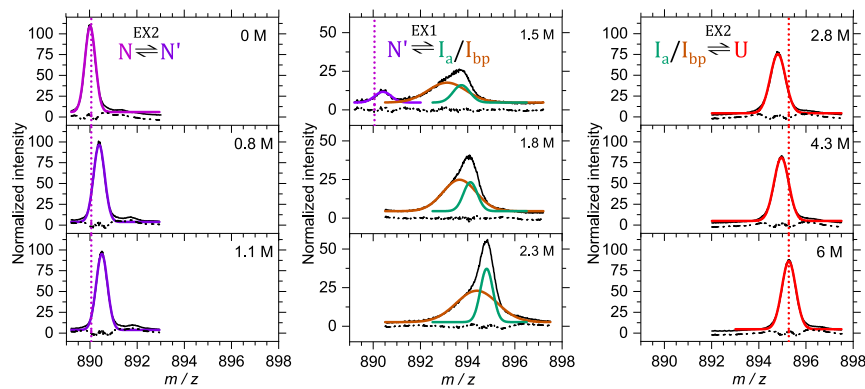 EX2
N ⇌ N'
0 M
0.8 M
1.1 M
Normalized intensity
Normalized intensity
100
75
50
25
0
100
75
50
25
0
100
75
50
25
0
890 892 894 896 898
m / z
EX1
N' ⇌ Ia/Ibp
1.5 M
1.8 M
2.3 M
Normalized intensity
50
25
0
50
25
0
50
25
0
890 892 894 896 898
m / z
EX2
Ia/Ibp ⇌ U
2.8 M
4.3 M
6 M
Normalized intensity
100
75
50
25
0
100
75
50
25
0
100
75
50
25
0
890 892 894 896 898
m / z